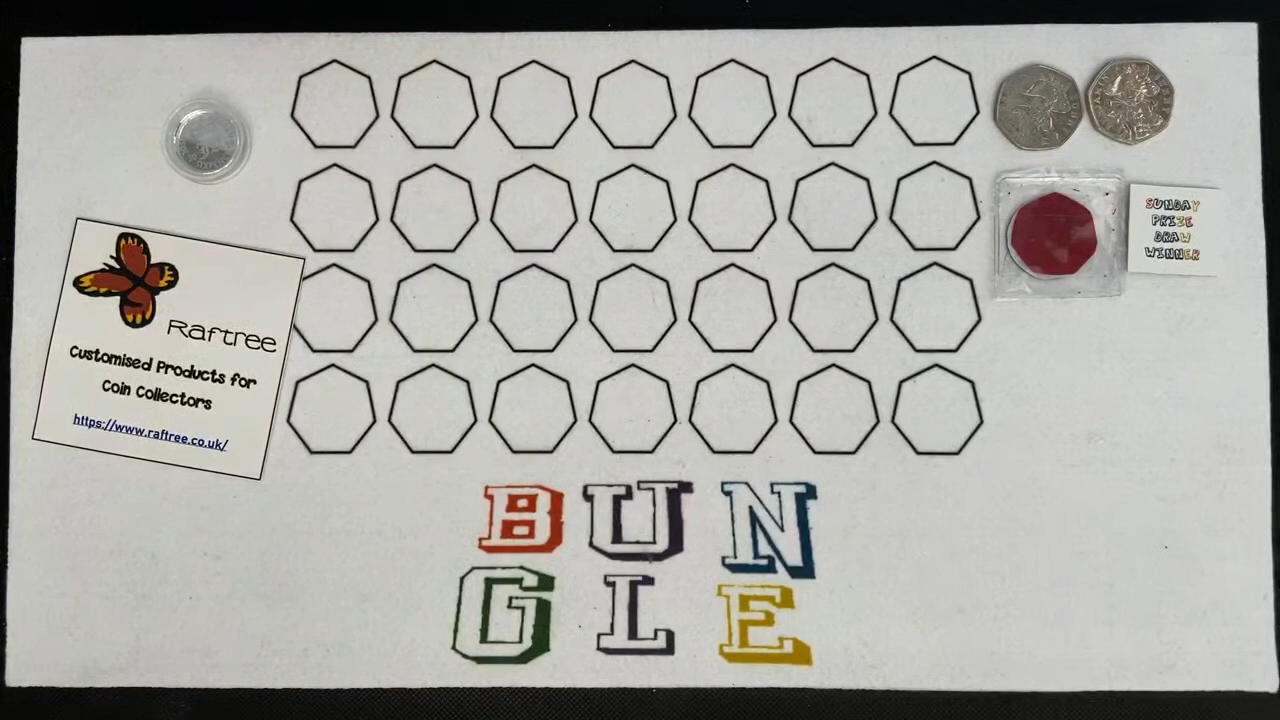 Raftree
Customised Products for
Coin Collectors
https://www.raftree.co.uk/
SUNDAY
PRIZE
DRAW
WINNER
BUN
GLE